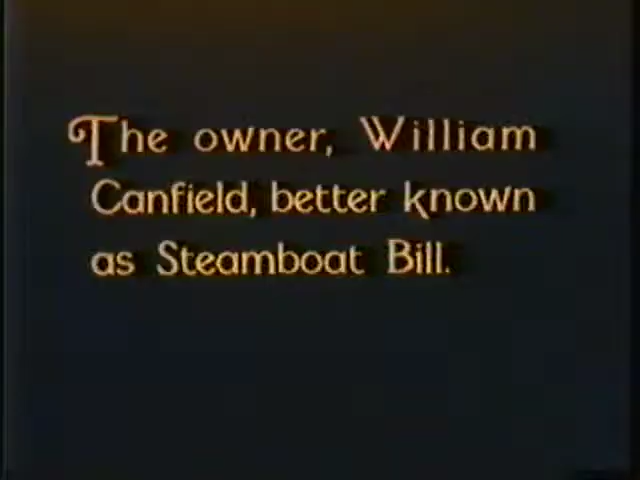 The owner, William
Canfield, better known
as Steamboat Bill.